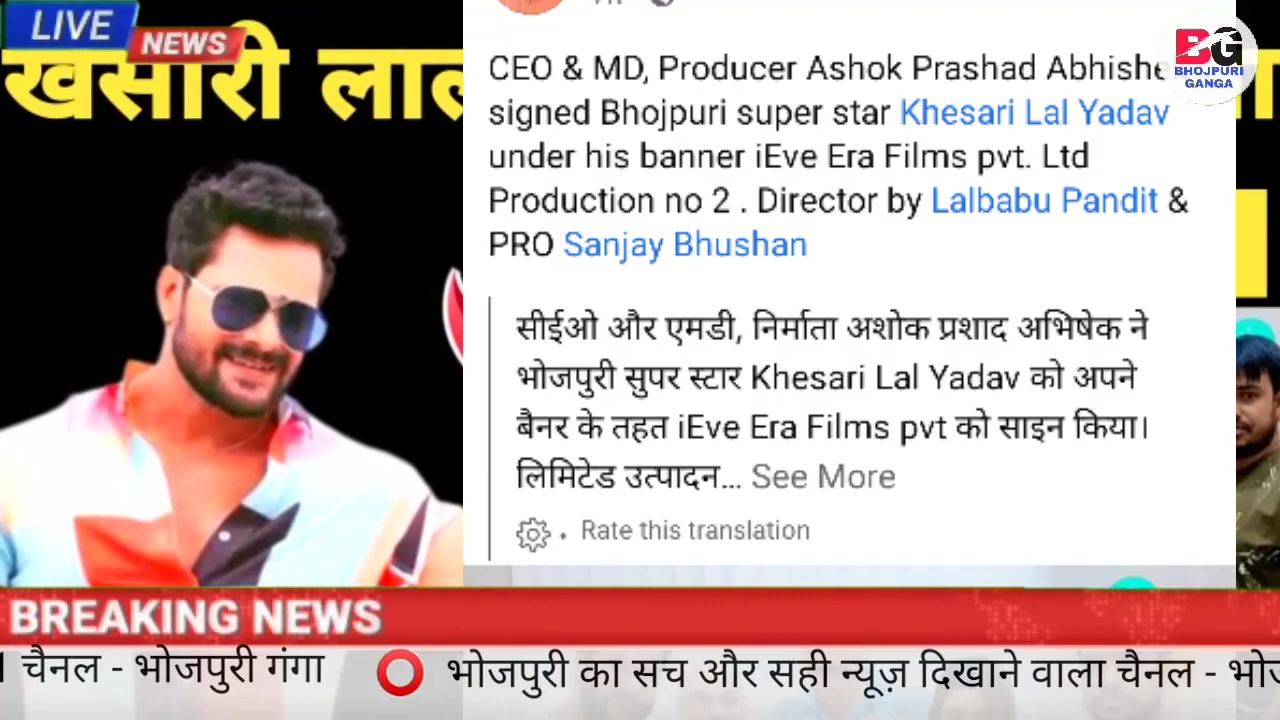 LIVE
NEWS
खेसारी लाल
CEO & MD, Producer Ashok Prashad
signed Bhojpuri super star Khesari Lal Yadav
under his banner iEve Era Films pvt. Ltd
Production no 2 . Director by Lalbabu Pandit &
PRO Sanjay Bhushan
सीईओ और एमडी, निर्माता अशोक प्रशाद अभिषेक ने
भोजपुरी सुपर स्टार Khesari Lal Yadav को अपने
बैनर के तहत iEve Era Films pvt को साइन किया।
लिमिटेड उत्पादन... See More
Rate this translation
BG
BHOJPURI
GANGA
BREAKING NEWS
चैनल - भोजपुरी गंगा ⭕ भोजपुरी का सच और सही न्यूज़ दिखाने वाला चैनल -